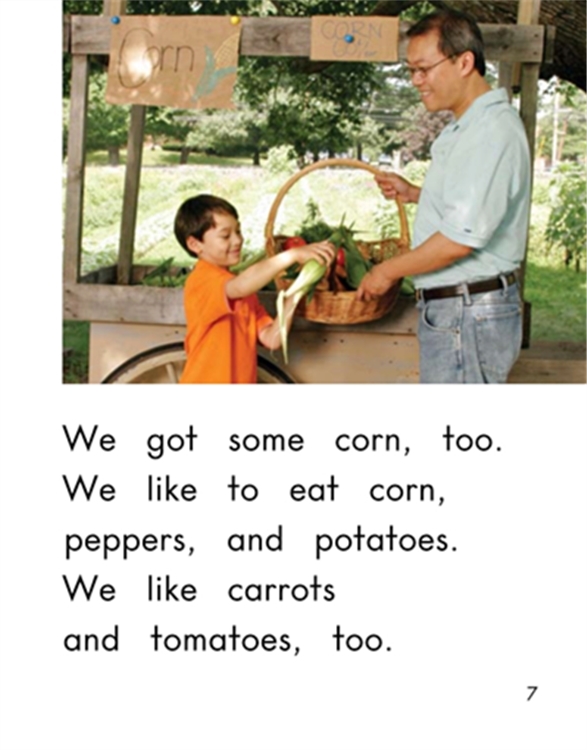 Corn
CORN
We got some corn, too.
We like to eat corn,
peppers, and potatoes.
We like carrots
and tomatoes, too.
7